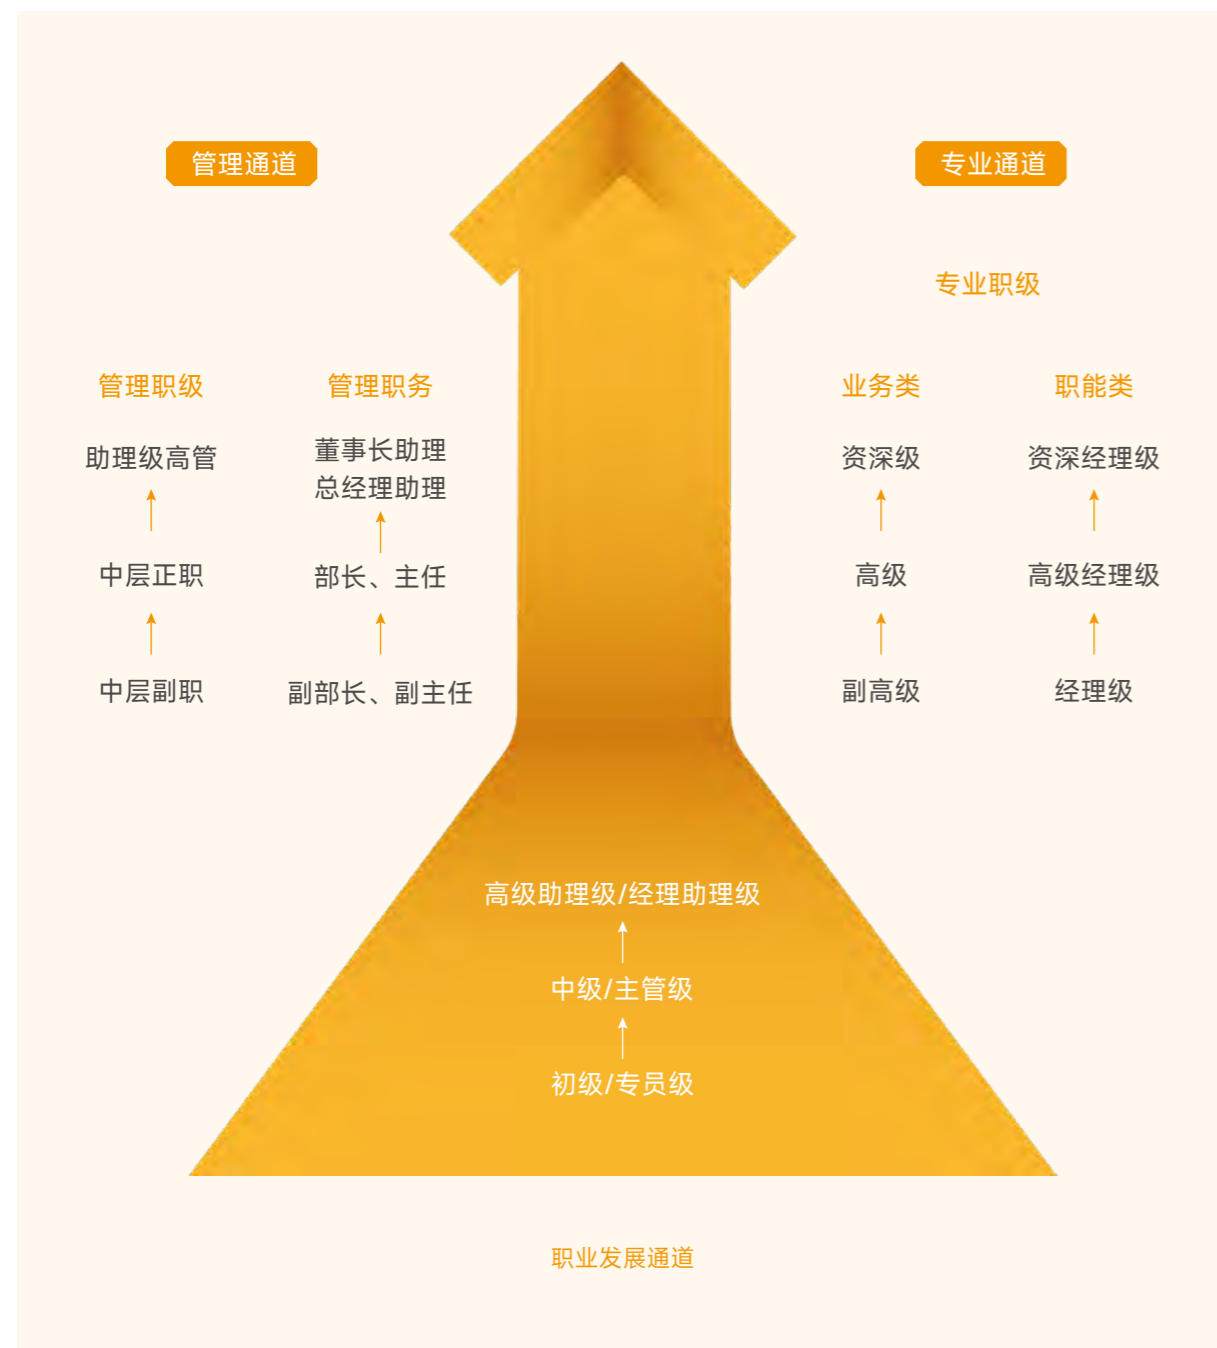 管理通道
专业通道
专业职级
管理职级
管理职务
业务类
职能类
助理级高管
董事长助理
总经理助理
资深级
资深经理级
中层正职
部长、主任
高级
高级经理级
中层副职
副部长、副主任
副高级
经理级
高级助理级/经理助理级
中级/主管级
初级/专员级
职业发展通道